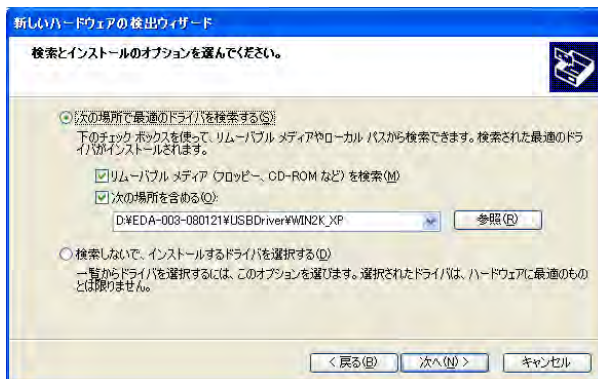 新しいハードウェアの検出ウィザード
検索とインストールのオプションを選んでください。
次の場所で最適のドライバを検索する(S)
下のチェック ボックスを使って、リムーバブル メディアやローカル パスから検索できます。検索された最適のドラ
イバがインストールされます。
リムーバブル メディア (フロッピー、CD-ROM など) を検索(M)
次の場所を含める(O):
D:¥EDA-003-080121¥USBDriver¥WIN2K_XP
参照(R)
検索しないで、インストールするドライバを選択する(D)
一覧からドライバを選択するには、このオプションを選びます。選択されたドライバは、ハードウェアに最適のもの
とは限りません。
< 戻る(B)
次へ(N) >
キャンセル